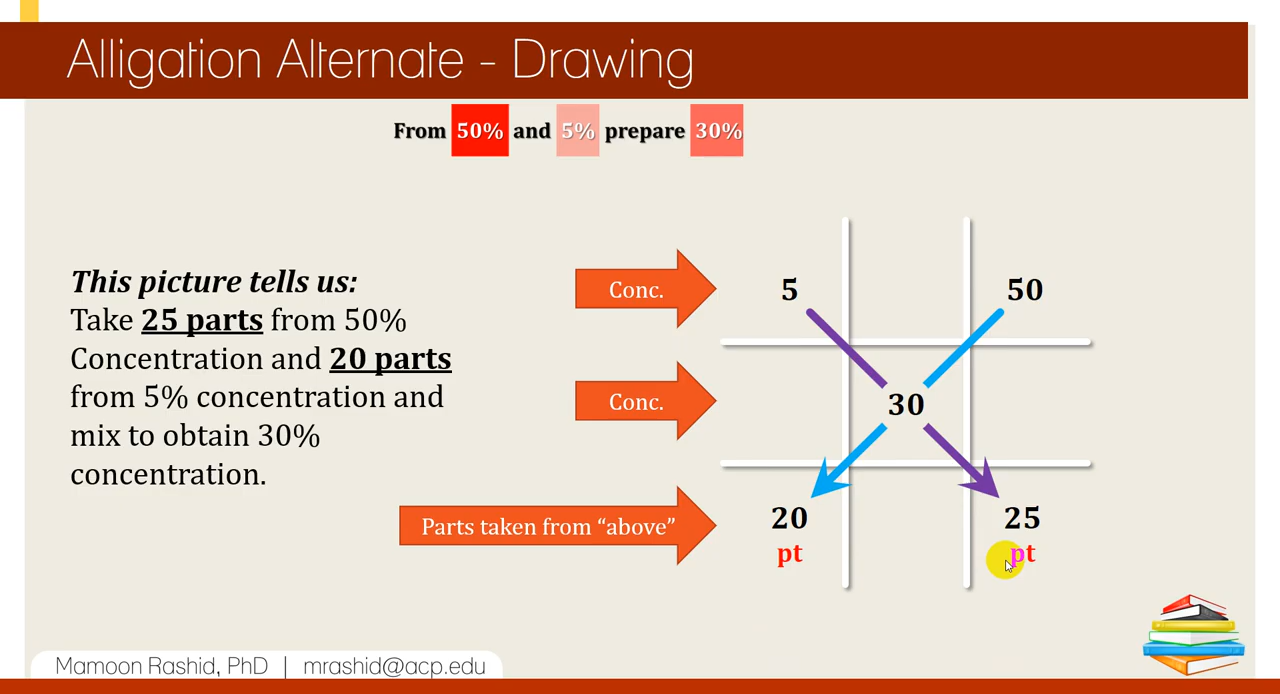 Alligation Alternate - Drawing
From 50% and 5% prepare 30%
This picture tells us:
Take 25 parts from 50%
Concentration and 20 parts
from 5% concentration and
mix to obtain 30%
concentration.
Conc.
5 50
Conc.
30
Parts taken from “above”
20 25
pt pt
Mamoon Rashid, PhD | mrashid@acp.edu